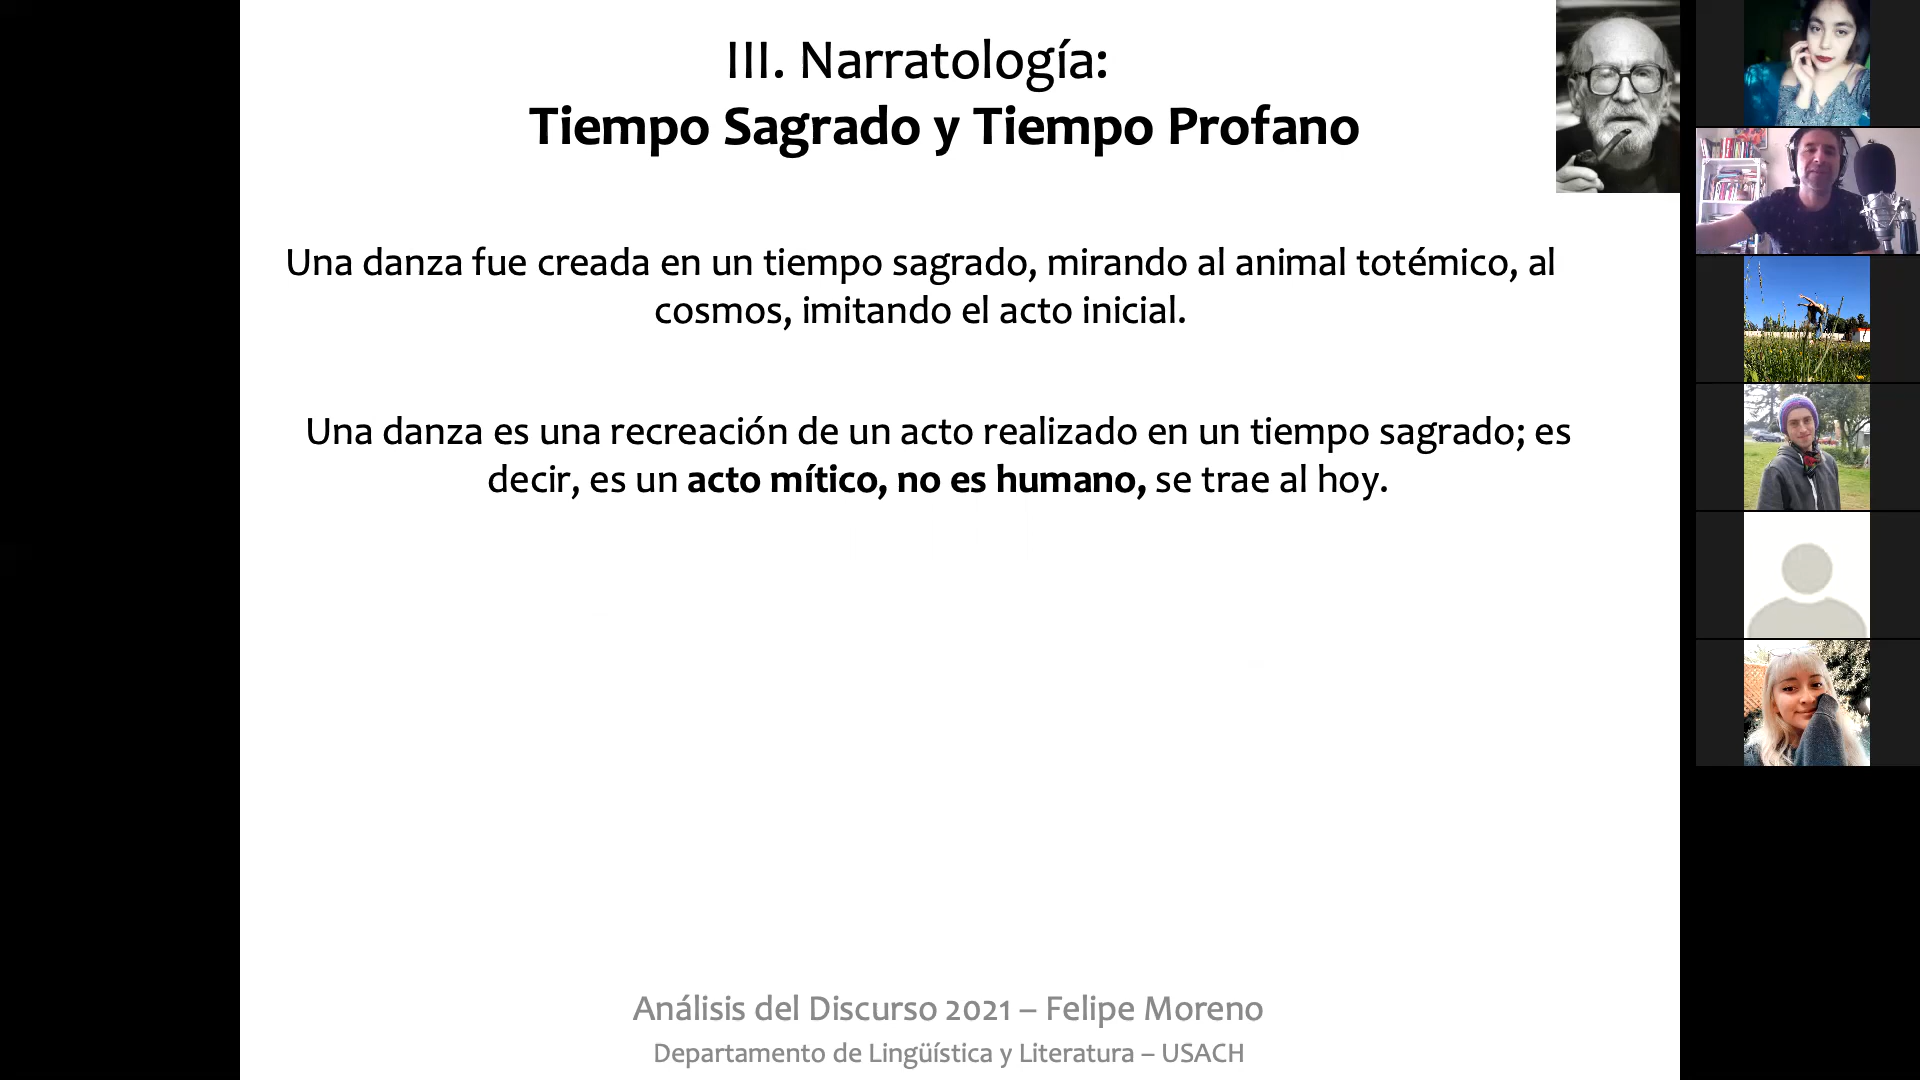 III. Narratología:
Tiempo Sagrado y Tiempo Profano
Una danza fue creada en un tiempo sagrado, mirando al animal totémico, al
cosmos, imitando el acto inicial.
Una danza es una recreación de un acto realizado en un tiempo sagrado; es
decir, es un acto mítico, no es humano, se trae al hoy.
Análisis del Discurso 2021 – Felipe Moreno
Departamento de Lingüística y Literatura – USACH